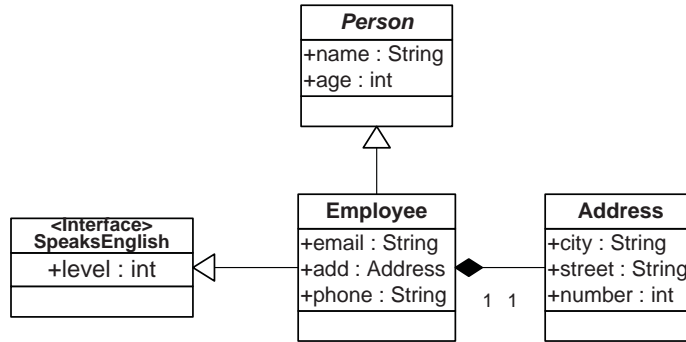 Person
+name : String
+age : int
<Interface>
SpeaksEnglish
+level : int
Employee
+email : String
+add : Address
+phone : String
1 1
Address
+city : String
+street : String
+number : int